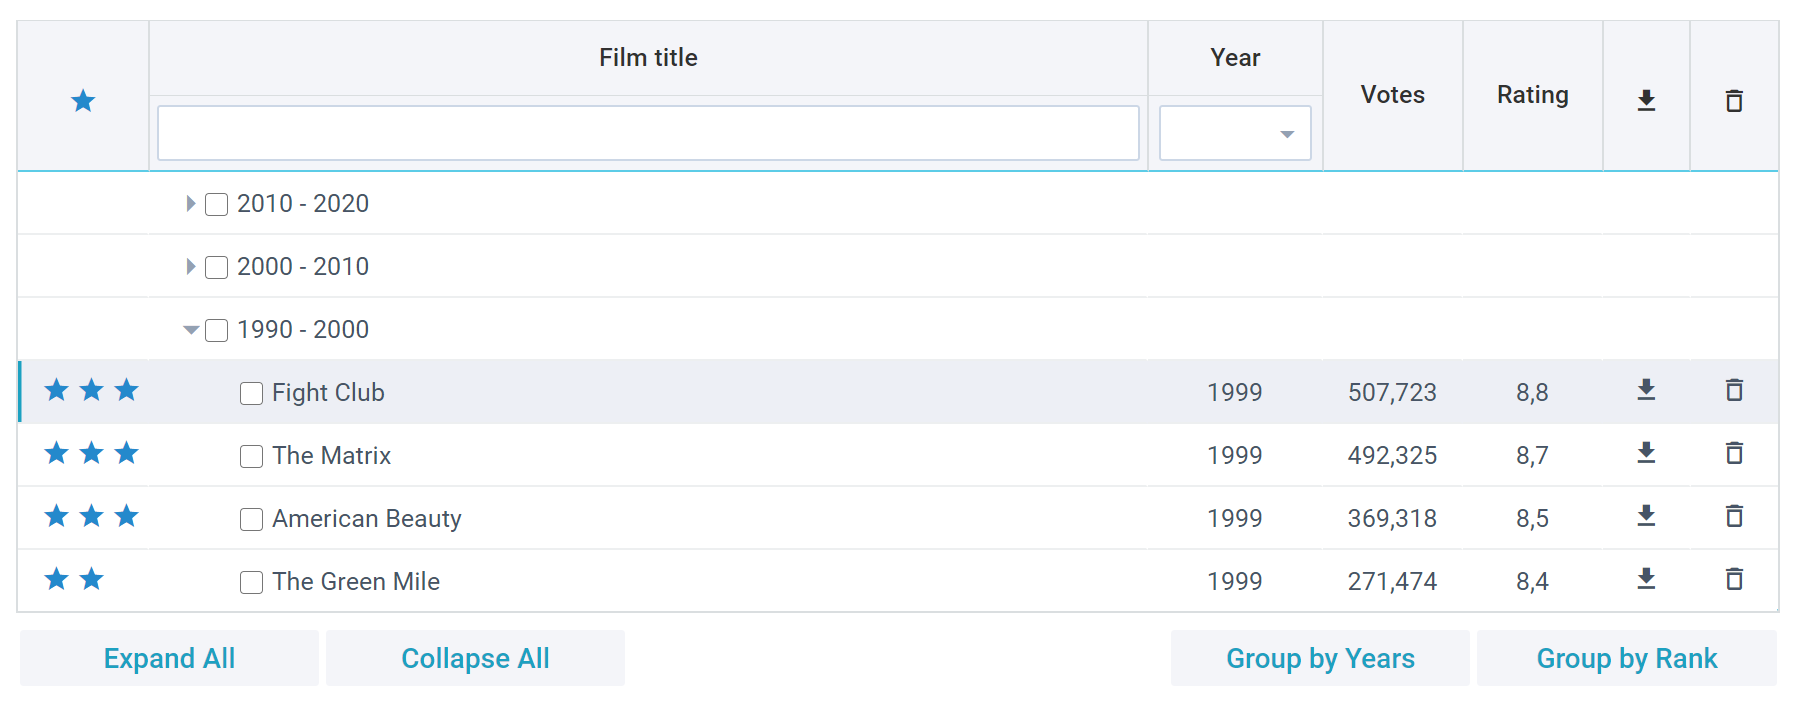 Film title Year Votes Rating
2010 - 2020
2000 - 2010
1990 - 2000
Fight Club 1999 507,723 8,8
The Matrix 1999 492,325 8,7
American Beauty 1999 369,318 8,5
The Green Mile 1999 271,474 8,4
Expand All Collapse All Group by Years Group by Rank